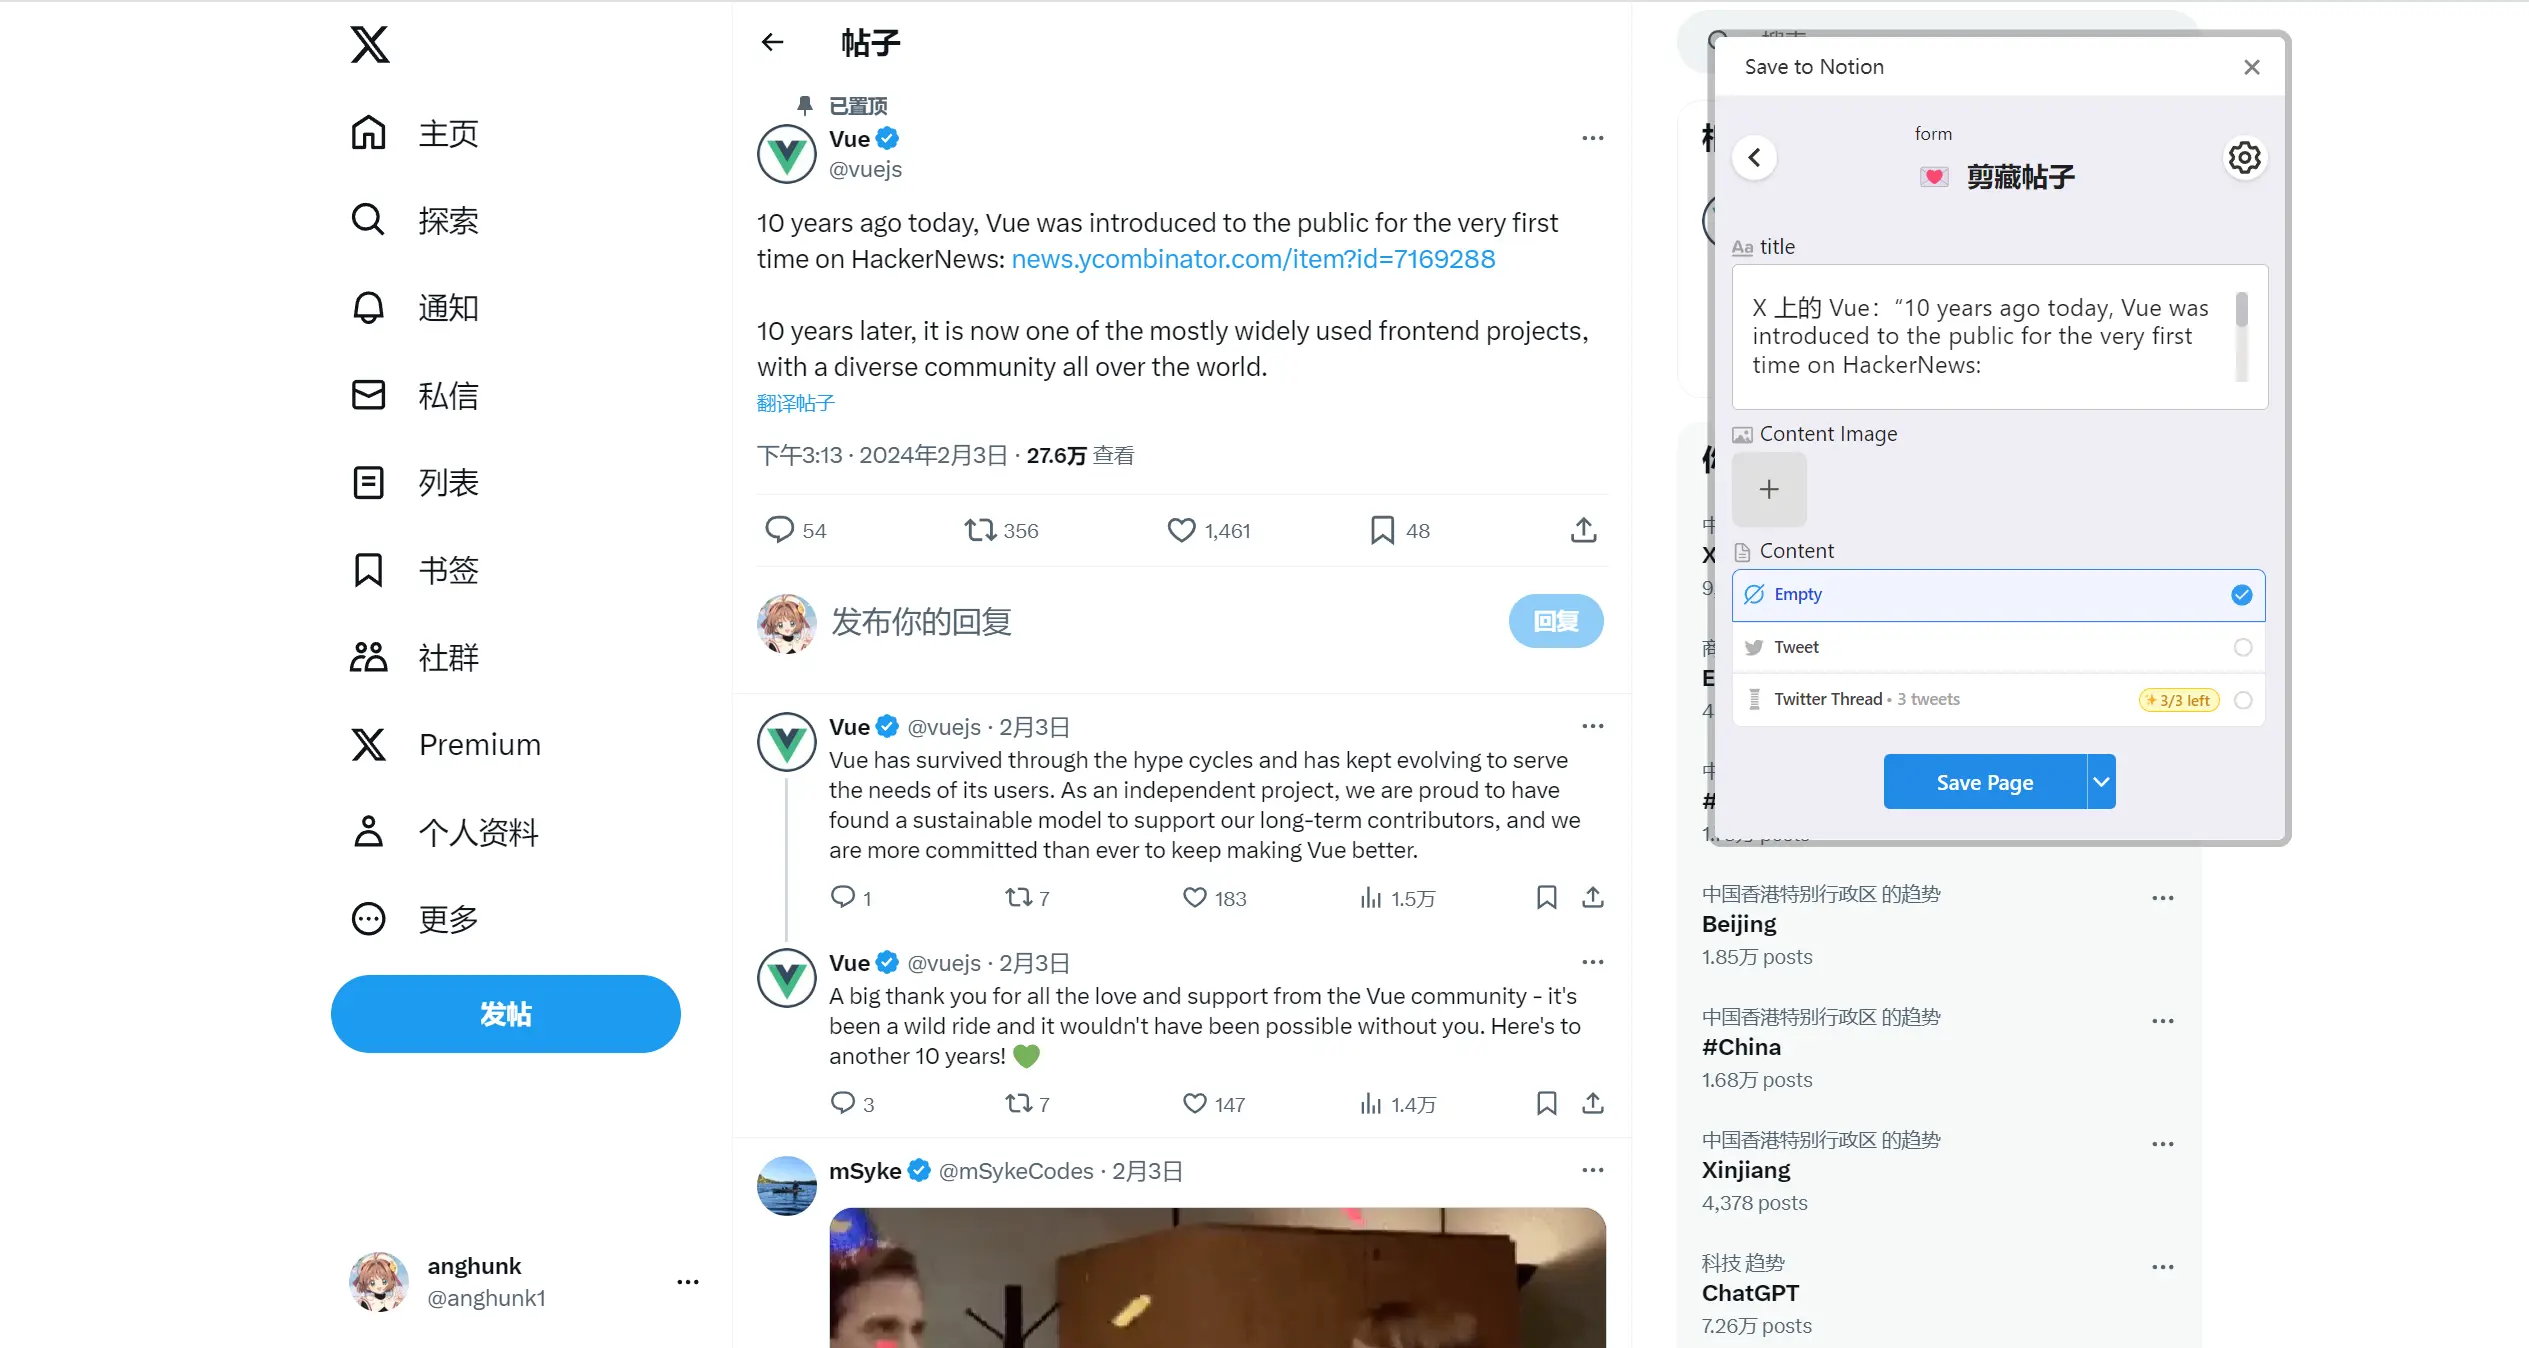 主页
探索
通知
私信
列表
书签
社群
Premium
个人资料
更多
发帖
anghunk
@anghunk1
帖子
已置顶
Vue
@vuejs
10 years ago today, Vue was introduced to the public for the very first
time on HackerNews: news.ycombinator.com/item?id=7169288
10 years later, it is now one of the mostly widely used frontend projects,
with a diverse community all over the world.
翻译帖子
下午3:13 · 2024年2月3日 · 27.6万 查看
54 356 1,461 48
发布你的回复
回复
Vue @vuejs · 2月3日
Vue has survived through the hype cycles and has kept evolving to serve
the needs of its users. As an independent project, we are proud to have
found a sustainable model to support our long-term contributors, and we
are more committed than ever to keep making Vue better.
1 7 183 1.5万
Vue @vuejs · 2月3日
A big thank you for all the love and support from the Vue community - it's
been a wild ride and it wouldn't have been possible without you. Here's to
another 10 years! 💚
3 7 147 1.4万
mSyke @mSykeCodes · 2月3日
Save to Notion
form
💌 剪藏帖子
Aa title
X 上的 Vue：“10 years ago today, Vue was
introduced to the public for the very first
time on HackerNews:
Content Image
Content
Empty
Tweet
Twitter Thread • 3 tweets
3/3 left
Save Page
中国香港特别行政区 的趋势
Beijing
1.85万 posts
中国香港特别行政区 的趋势
#China
1.68万 posts
中国香港特别行政区 的趋势
Xinjiang
4,378 posts
科技 趋势
ChatGPT
7.26万 posts